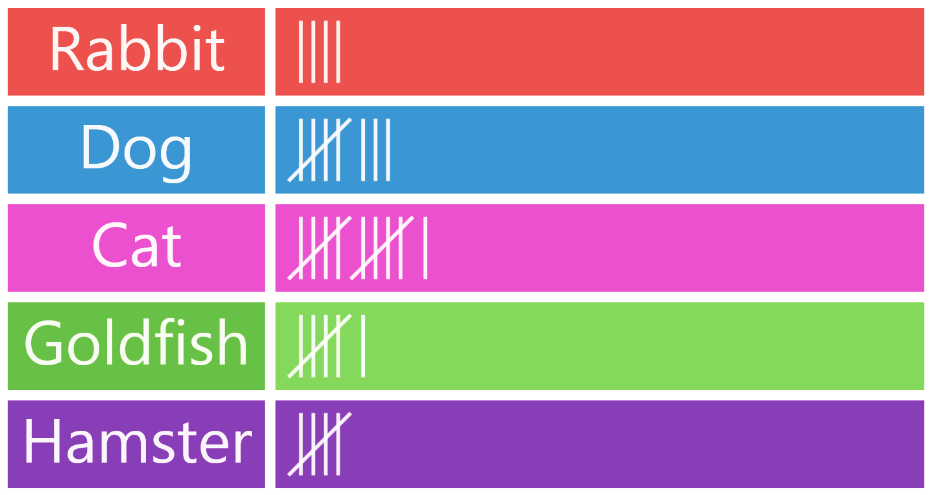 Rabbit
Dog
Cat
Goldfish
Hamster